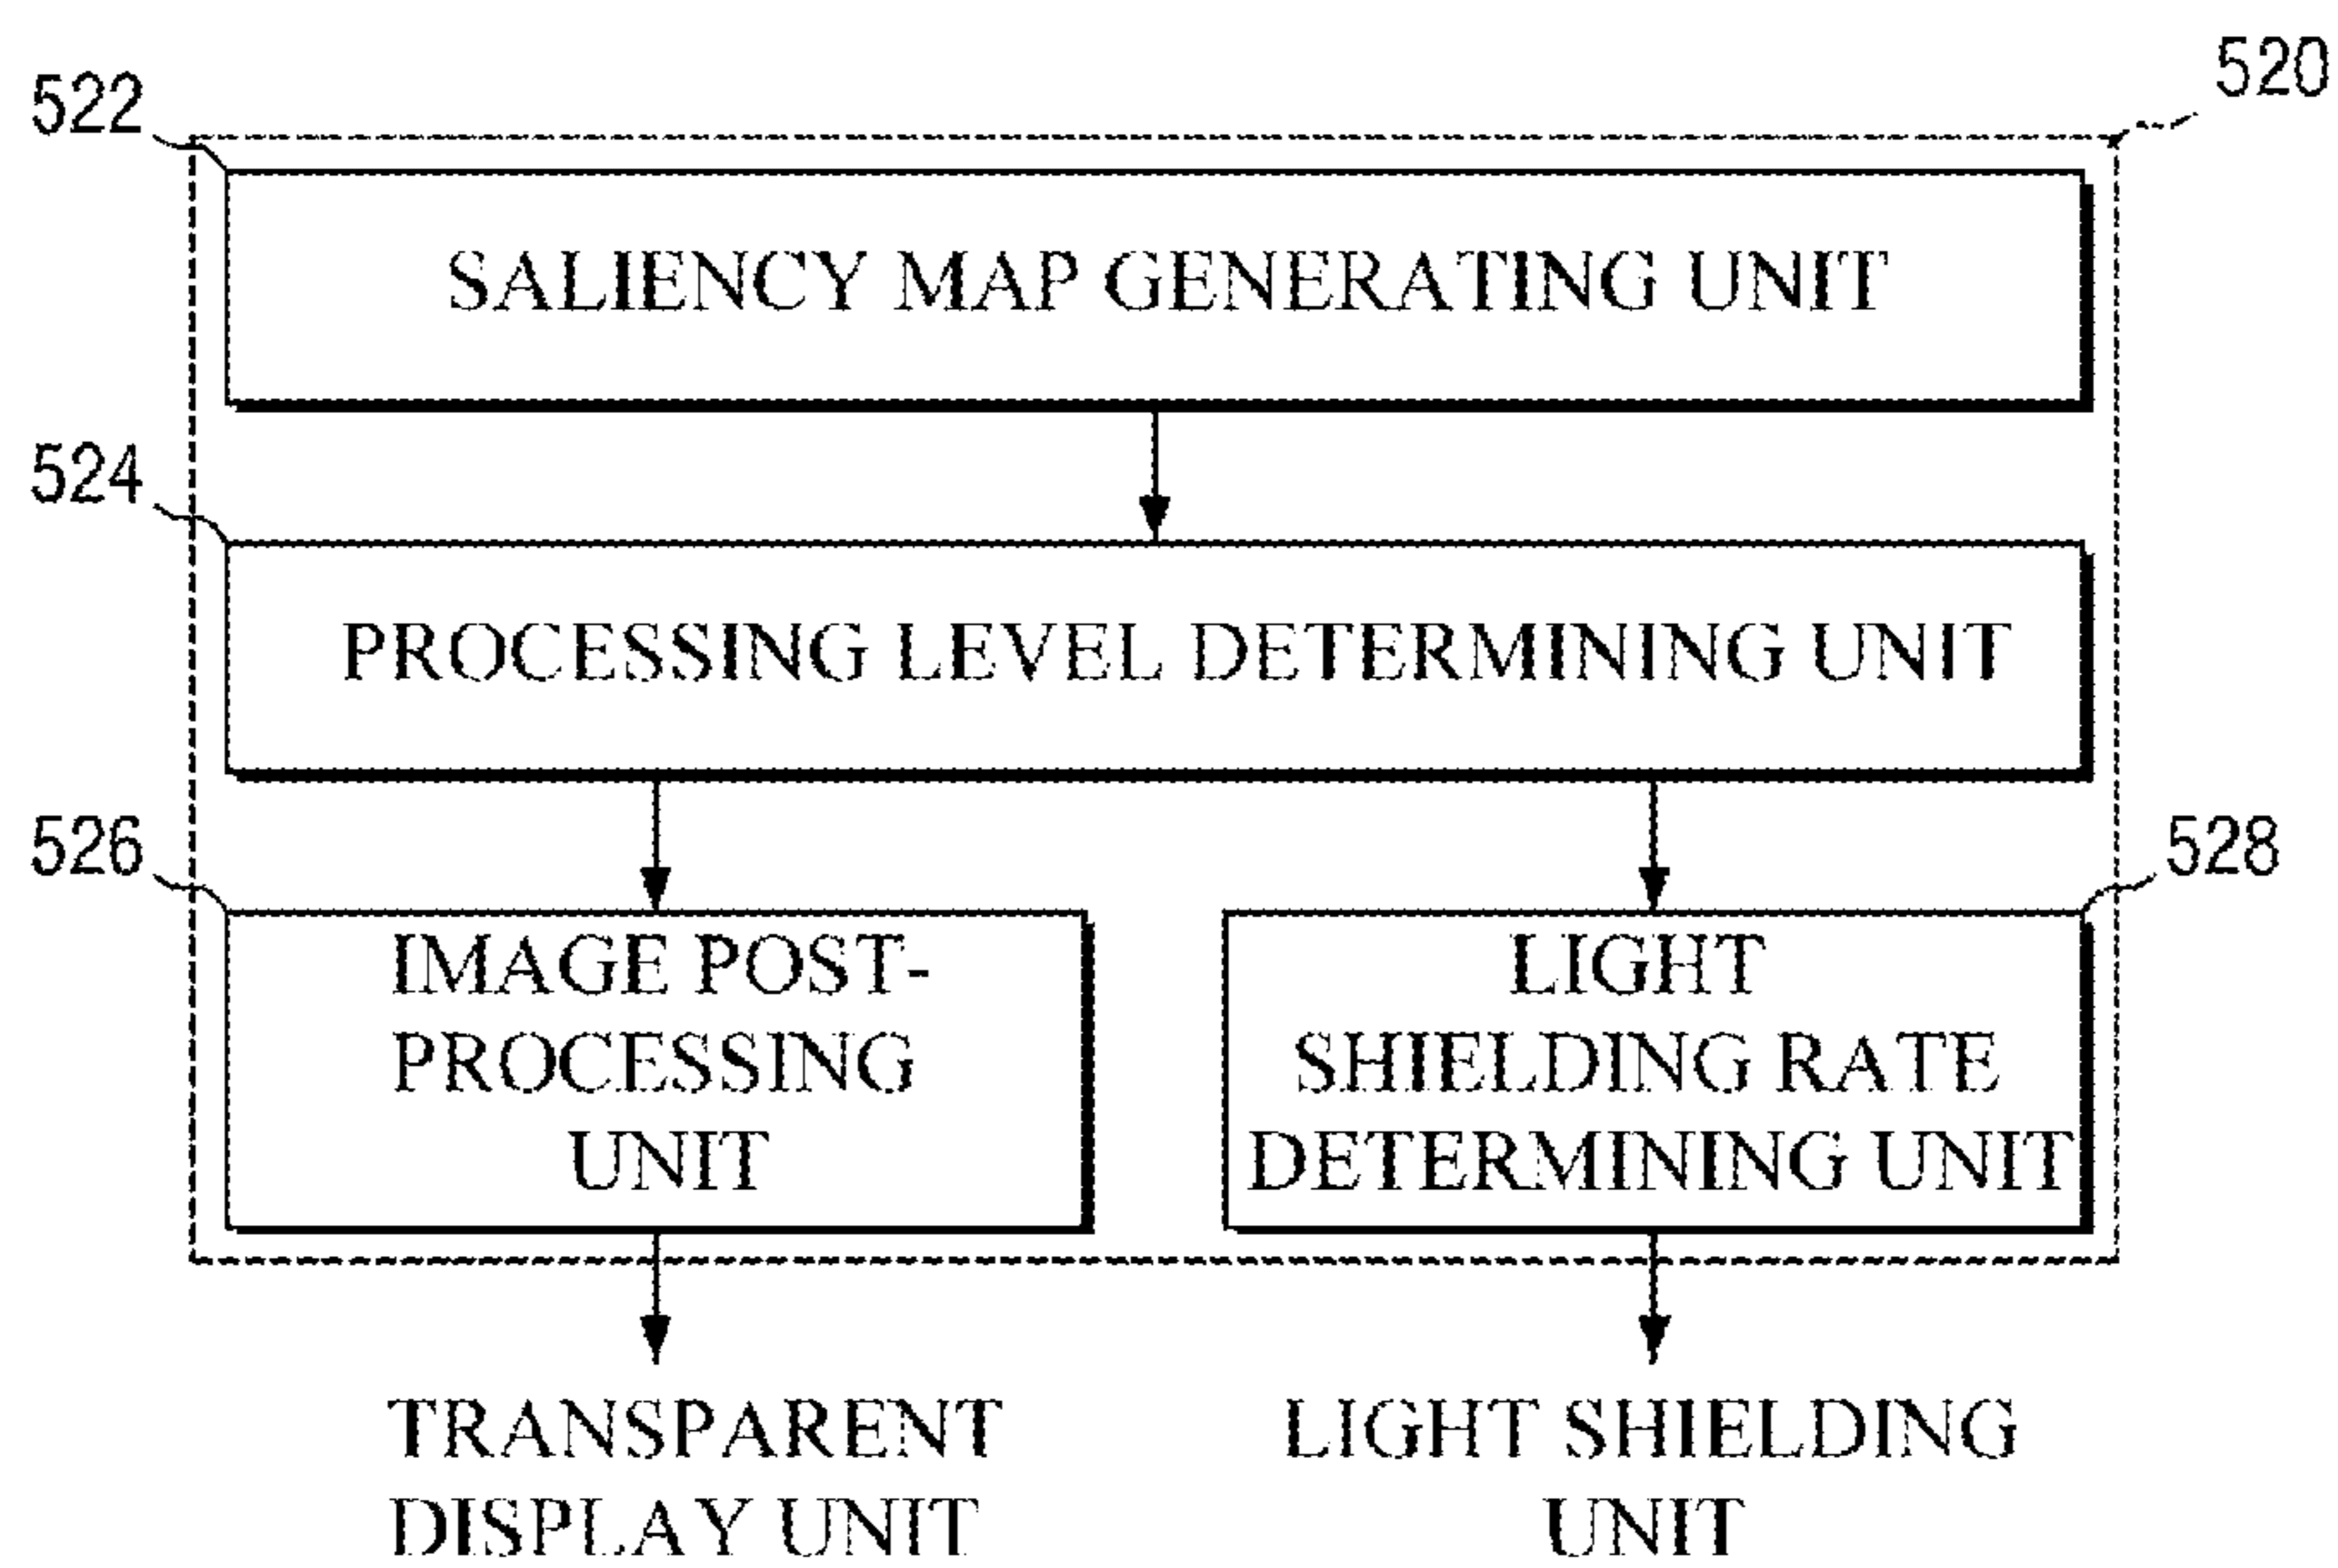 520
522
SALIENCY MAP GENERATING UNIT
524
PROCESSING LEVEL DETERMINING UNIT
526
528
IMAGE POST-
PROCESSING
UNIT
LIGHT
SHIELDING RATE
DETERMINING UNIT
TRANSPARENT
DISPLAY UNIT
LIGHT SHIELDING
UNIT